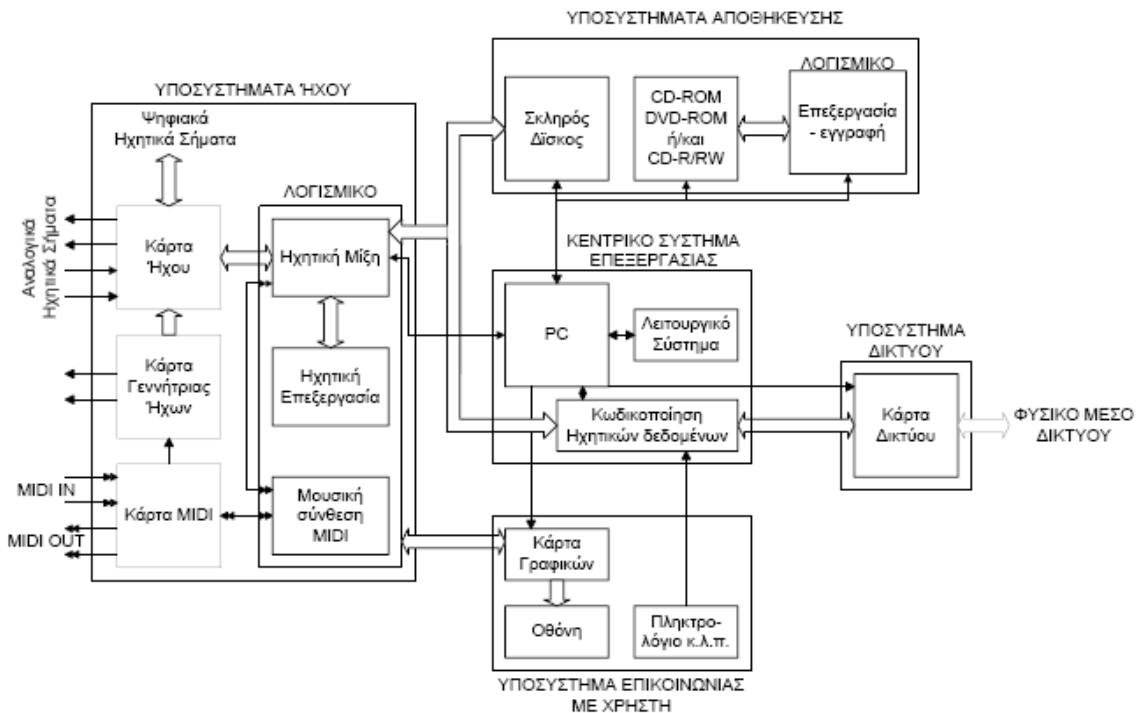 ΥΠΟΣΥΣΤΗΜΑΤΑ ΑΠΟΘΗΚΕΥΣΗΣ
ΛΟΓΙΣΜΙΚΟ
Σκληρός
Δίσκος
CD-ROM
DVD-ROM
ή/και
CD-R/RW
Επεξεργασία
- εγγραφή
ΥΠΟΣΥΣΤΗΜΑΤΑ ΉΧΟΥ
Ψηφιακά
Ηχητικά Σήματα
ΛΟΓΙΣΜΙΚΟ
Αναλογικά
Ηχητικά Σήματα
Κάρτα
Ήχου
Ηχητική Μίξη
Κάρτα
Γεννήτριας
Ήχων
Ηχητική
Επεξεργασία
MIDI IN
MIDI OUT
Κάρτα MIDI
Μουσική
σύνθεση
MIDI
ΚΕΝΤΡΙΚΟ ΣΥΣΤΗΜΑ
ΕΠΕΞΕΡΓΑΣΙΑΣ
PC
Λειτουργικό
Σύστημα
Κωδικοποίηση
Ηχητικών δεδομένων
ΥΠΟΣΥΣΤΗΜΑ
ΔΙΚΤΥΟΥ
Κάρτα
Δικτύου
ΦΥΣΙΚΟ ΜΕΣΟ
ΔΙΚΤΥΟΥ
Κάρτα
Γραφικών
Οθόνη
Πληκτρο-
λόγιο κ.λ.π.
ΥΠΟΣΥΣΤΗΜΑ ΕΠΙΚΟΙΝΩΝΙΑΣ
ΜΕ ΧΡΗΣΤΗ